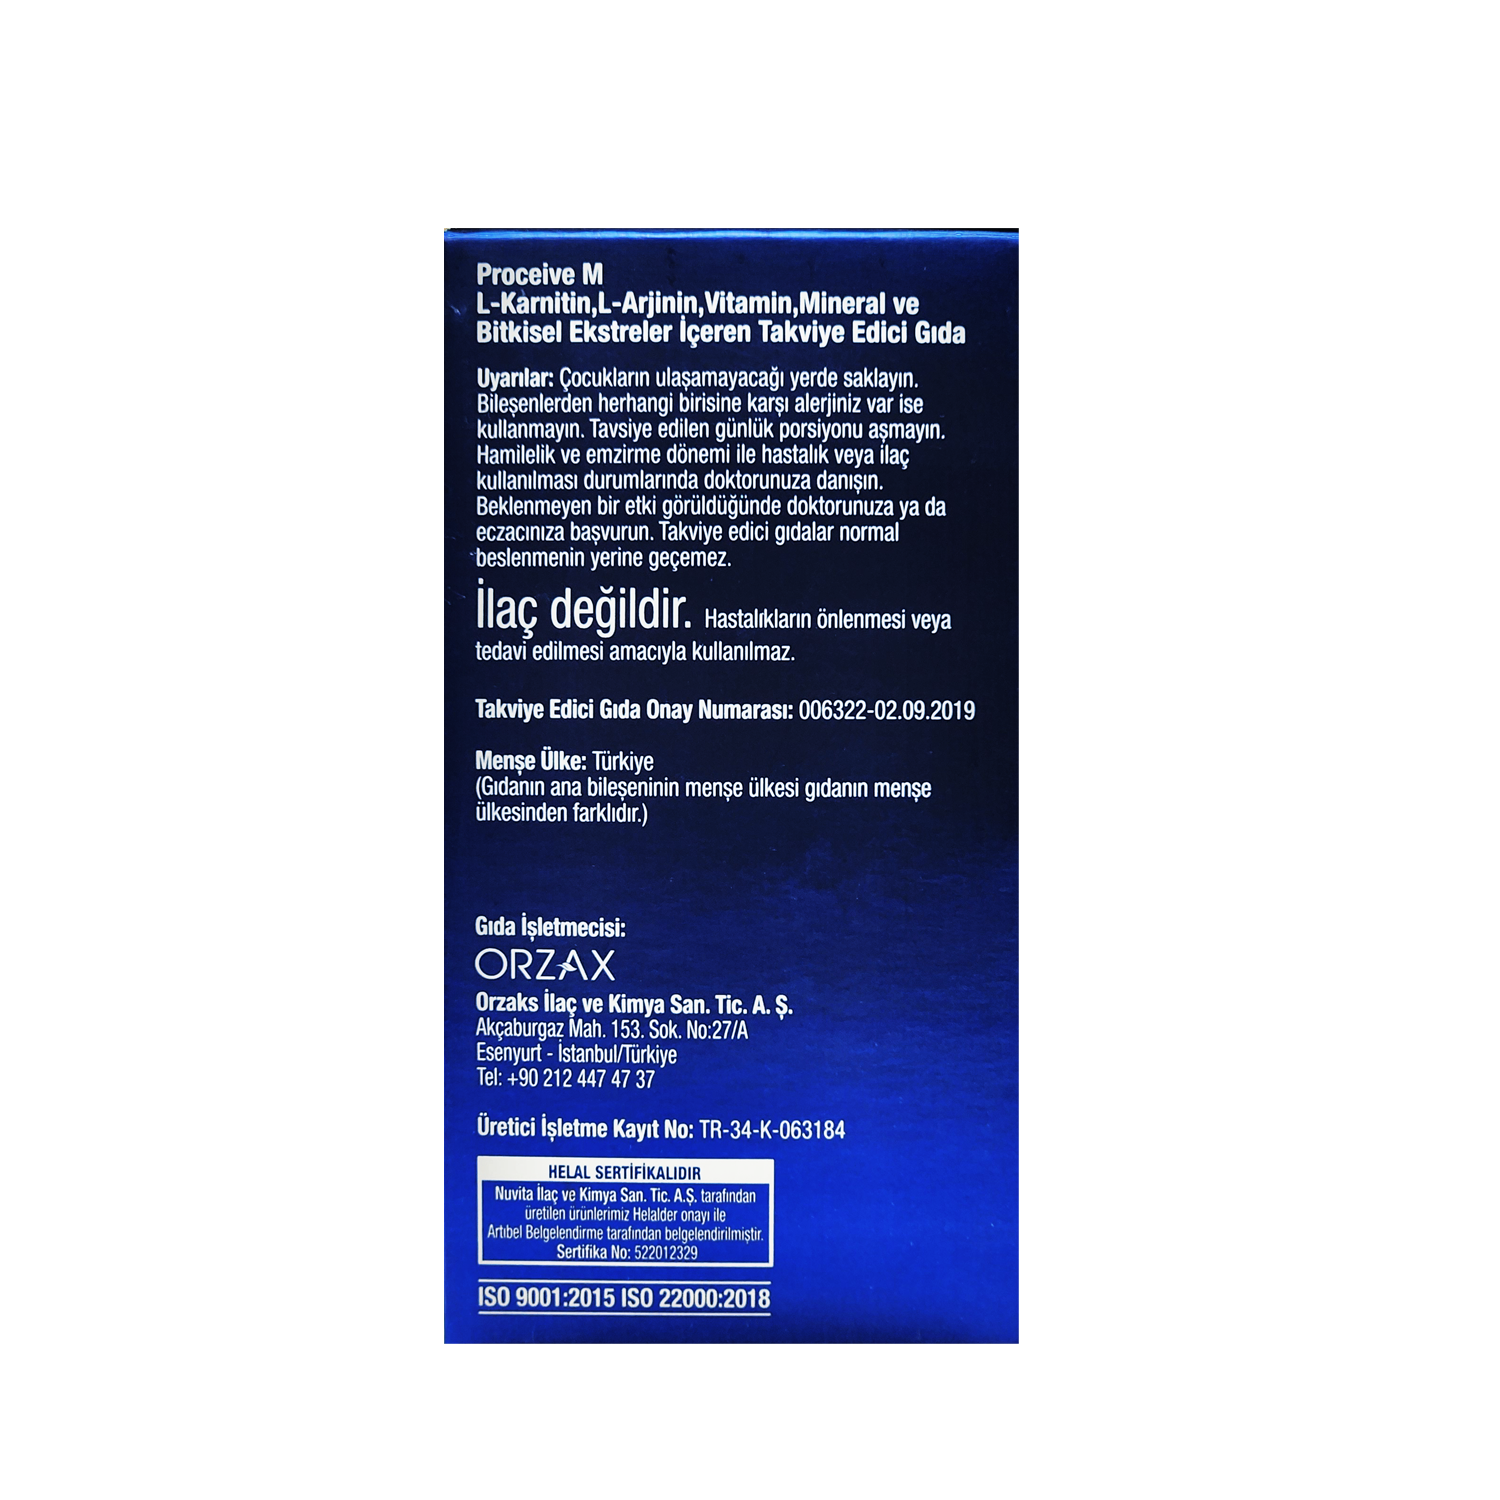 Proceive M
L-Karnitin,L-Arjinin,Vitamin,Mineral ve
Bitkisel Ekstreler İçeren Takviye Edici Gıda
Uyarılar: Çocukların ulaşamayacağı yerde saklayın.
Bileşenlerden herhangi birisine karşı alerjiniz var ise
kullanmayın. Tavsiye edilen günlük porsiyonu aşmayın.
Hamilelik ve emzirme dönemi ile hastalık veya ilaç
kullanılması durumlarında doktorunuza danışın.
Beklenmeyen bir etki görüldüğünde doktorunuza ya da
eczacınıza başvurun. Takviye edici gıdalar normal
beslenmenin yerine geçemez.
İlaç değildir. Hastalıkların önlenmesi veya
tedavi edilmesi amacıyla kullanılmaz.
Takviye Edici Gıda Onay Numarası: 006322-02.09.2019
Menşe Ülke: Türkiye
(Gıdanın ana bileşeninin menşe ülkesi gıdanın menşe
ülkesinden farklıdır.)
Gıda İşletmecisi:
ORZAX
Orzaks İlaç ve Kimya San. Tic. A. Ş.
Akçaburgaz Mah. 153. Sok. No:27/A
Esenyurt - İstanbul/Türkiye
Tel: +90 212 447 47 37
Üretici İşletme Kayıt No: TR-34-K-063184
HELAL SERTİFİKALIDIR
Nuvita İlaç ve Kimya San. Tic. A.Ş. tarafından
üretilen ürünlerimiz Helalder onayı ile
Artıbel Belgelendirme tarafından belgelendirilmiştir.
Sertifika No: 522012329
ISO 9001:2015 ISO 22000:2018